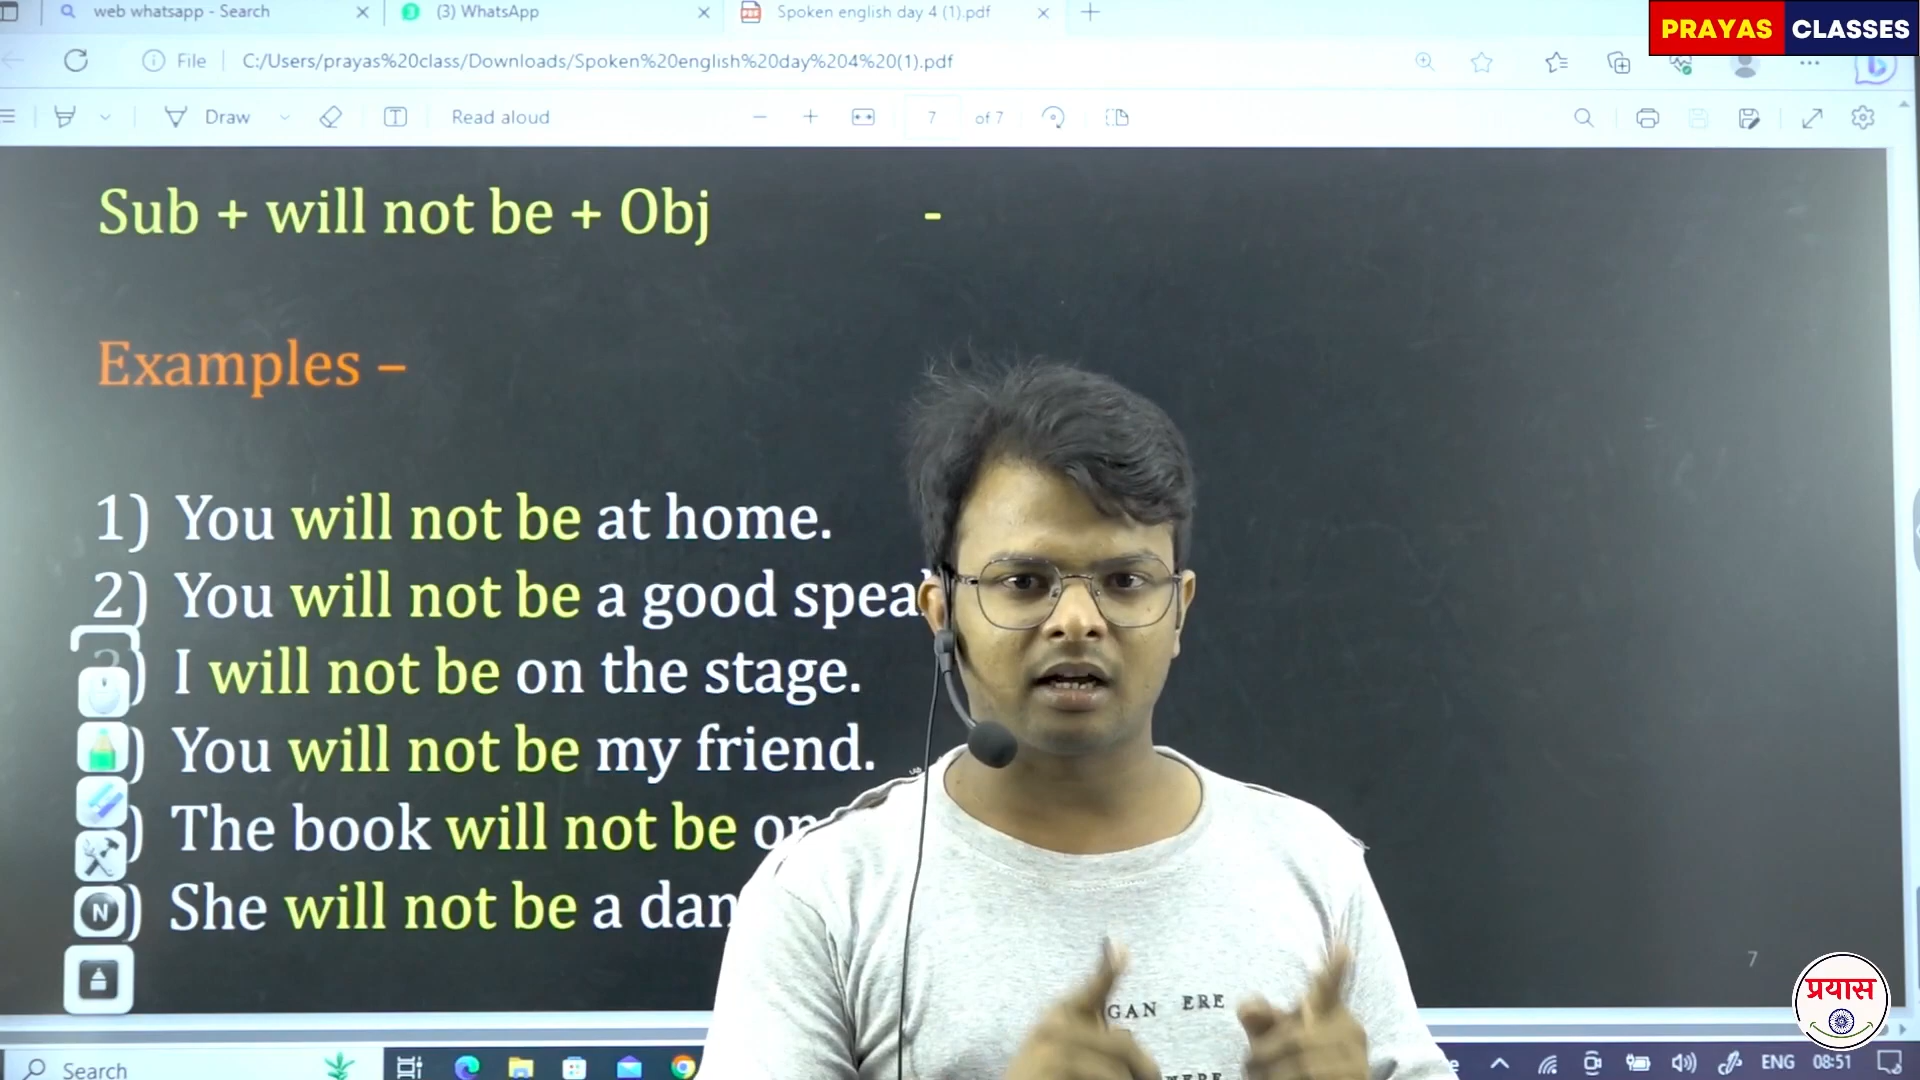 web whatsapp - Search
(3) WhatsApp
Spoken english day 4 (1).pdf
PRAYAS CLASSES
File
C:/Users/prayas%20class/Downloads/Spoken%20english%20day%204%20(1).pdf
Draw
Read aloud
7 of 7
Sub + will not be + Obj -
Examples –
1) You will not be at home.
2) You will not be a good
3) I will not be on the stage.
) You will not be my friend.
) The book will not be
) She will not be a
N
GAN ERE
7
प्रयास
Search
ENG 08:51